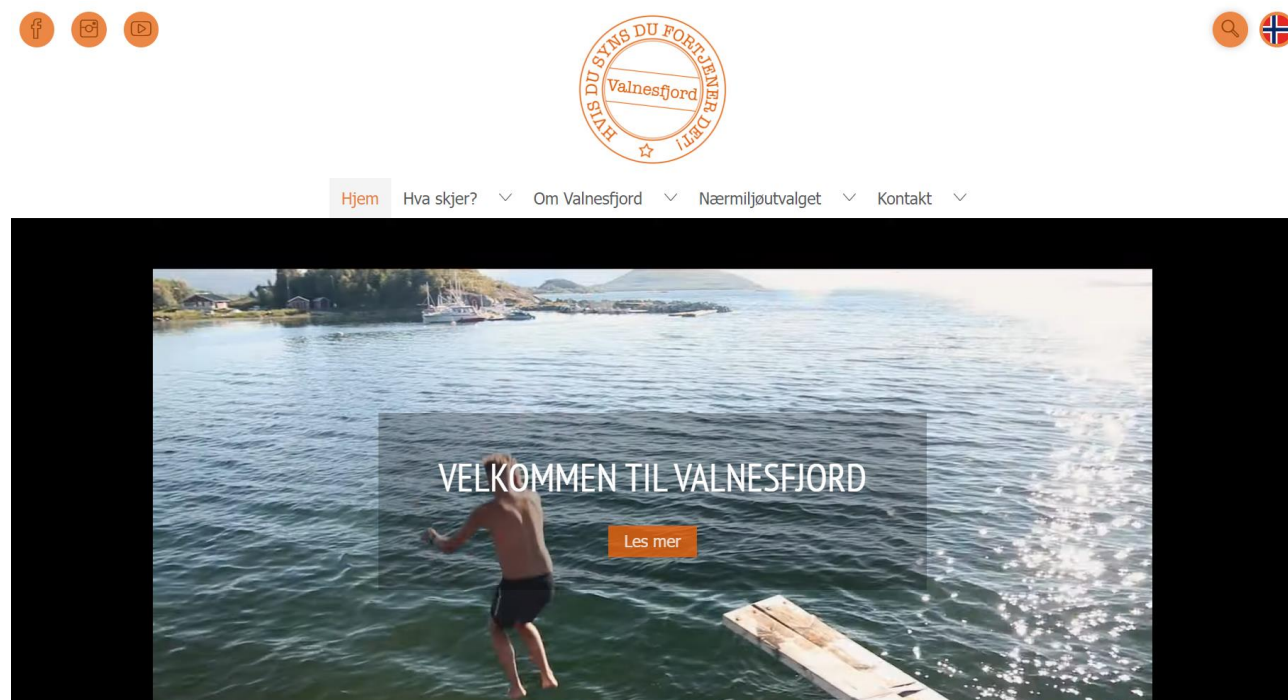 HVIS DU SYNS DU FORTJENER DET!
Valnesfjord
Hjem Hva skjer? Om Valnesfjord Nærmiljøutvalget Kontakt
VELKOMMEN TIL VALNESFJORD
Les mer